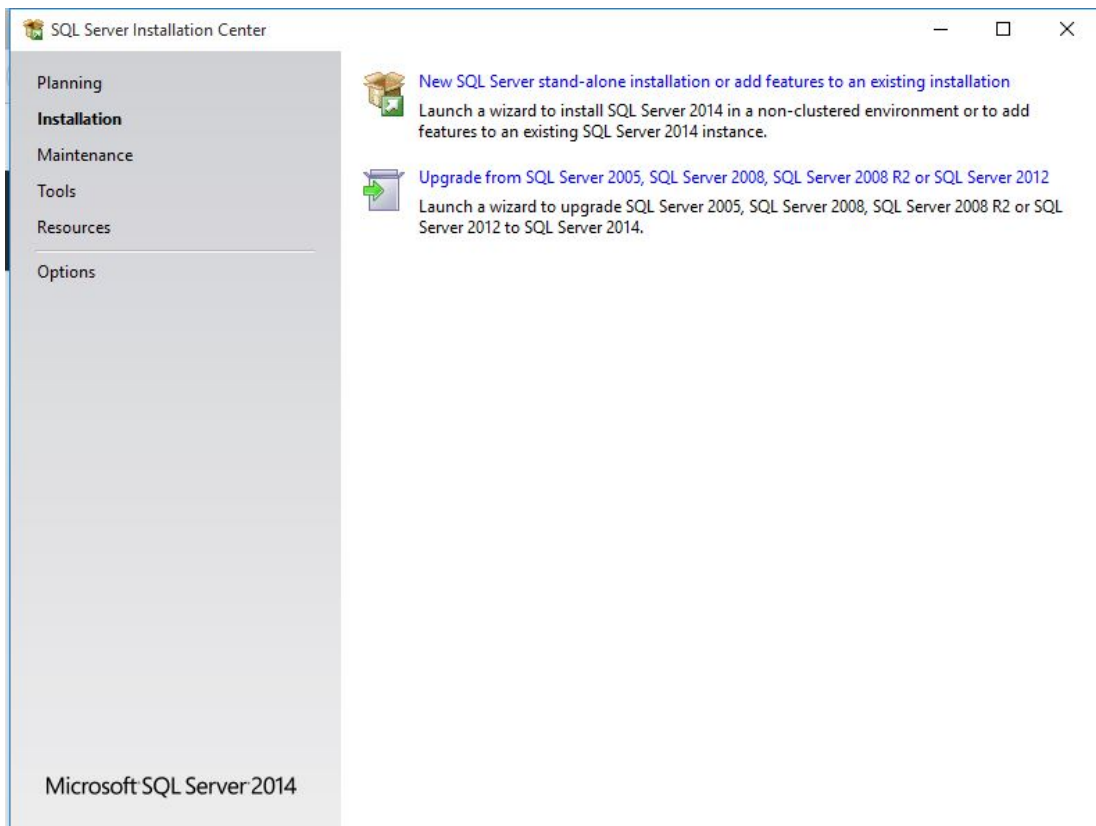 SQL Server Installation Center
Planning
Installation
Maintenance
Tools
Resources
Options
New SQL Server stand-alone installation or add features to an existing installation
Launch a wizard to install SQL Server 2014 in a non-clustered environment or to add
features to an existing SQL Server 2014 instance.
Upgrade from SQL Server 2005, SQL Server 2008, SQL Server 2008 R2 or SQL Server 2012
Launch a wizard to upgrade SQL Server 2005, SQL Server 2008, SQL Server 2008 R2 or SQL
Server 2012 to SQL Server 2014.
Microsoft SQL Server 2014